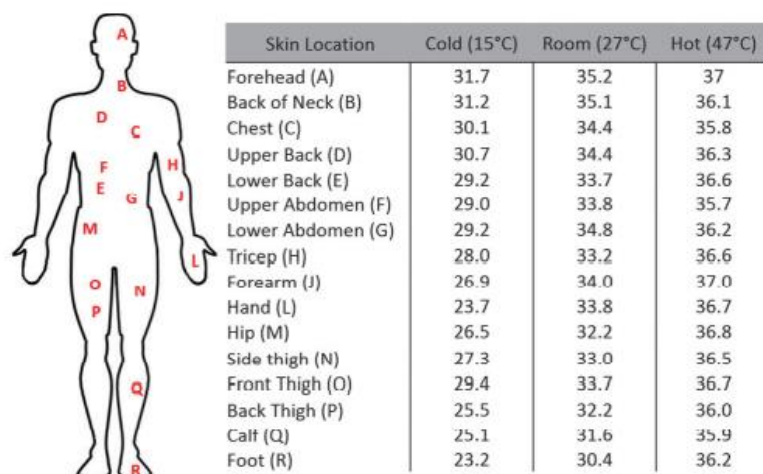 A
B
D
C
F
H
E
G
J
M
L
O
N
P
Q
R
Skin Location Cold (15°C) Room (27°C) Hot (47°C)
Forehead (A) 31.7 35.2 37
Back of Neck (B) 31.2 35.1 36.1
Chest (C) 30.1 34.4 35.8
Upper Back (D) 30.7 34.4 36.3
Lower Back (E) 29.2 33.7 36.6
Upper Abdomen (F) 29.0 33.8 35.7
Lower Abdomen (G) 29.2 34.8 36.2
Tricep (H) 28.0 33.2 36.6
Forearm (J) 26.9 34.0 37.0
Hand (L) 23.7 33.8 36.7
Hip (M) 26.5 32.2 36.8
Side thigh (N) 27.3 33.0 36.5
Front Thigh (O) 29.4 33.7 36.7
Back Thigh (P) 25.5 32.2 36.0
Calf (Q) 25.1 31.6 35.9
Foot (R) 23.2 30.4 36.2